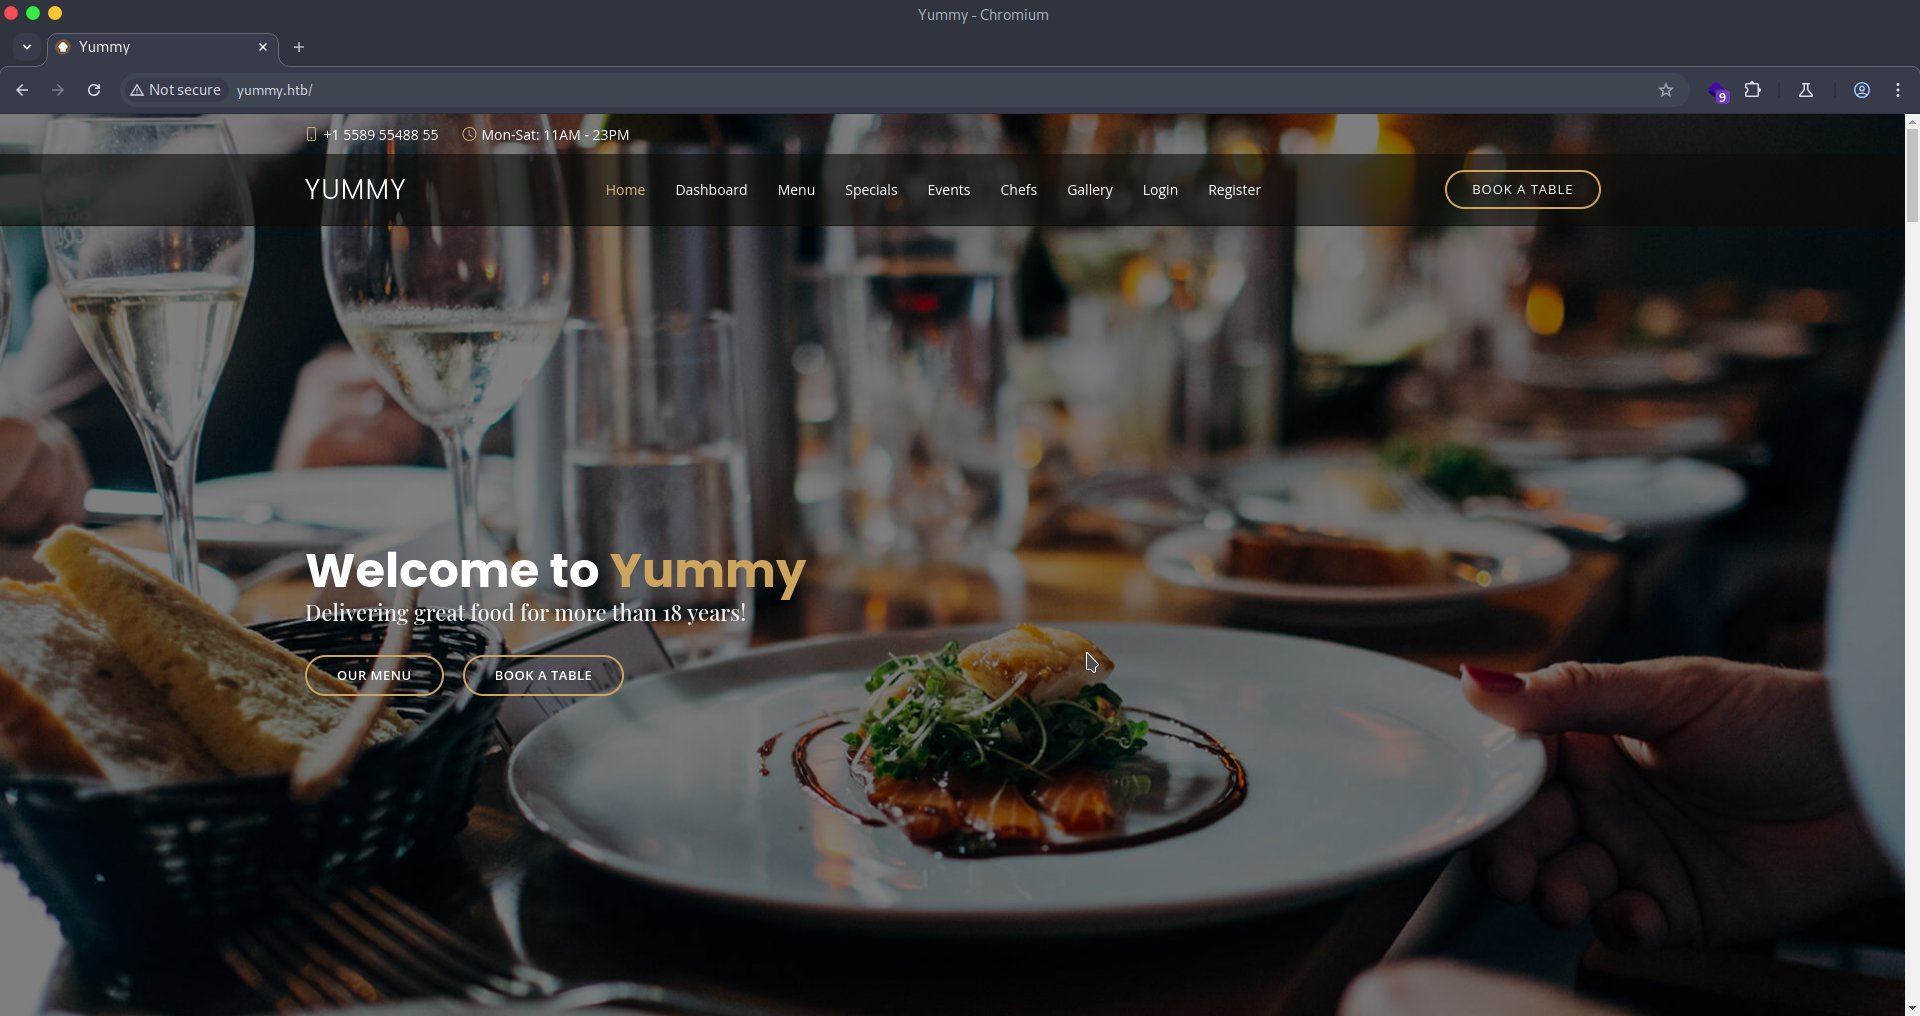 Yummy - Chromium
Yummy
Not secure yummy.htb/
9
+1 5589 55488 55 Mon-Sat: 11AM - 23PM
YUMMY Home Dashboard Menu Specials Events Chefs Gallery Login Register BOOK A TABLE
Welcome to Yummy
Delivering great food for more than 18 years!
OUR MENU BOOK A TABLE